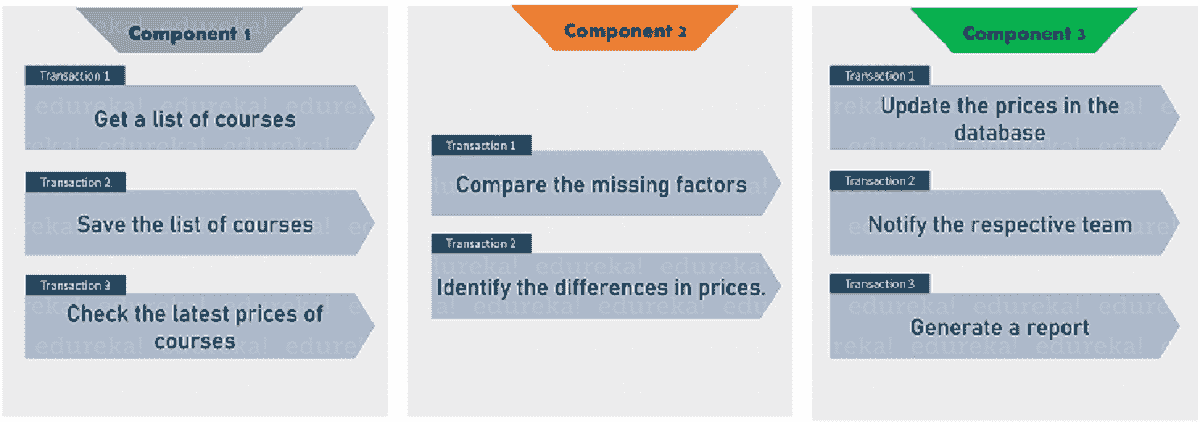 Component 1
Transaction 1
Get a list of courses
Transaction 2
Save the list of courses
Transaction 3
Check the latest prices of
courses
Component 2
Transaction 1
Compare the missing factors
Transaction 2
Identify the differences in prices.
Component 3
Transaction 1
Update the prices in the
database
Transaction 2
Notify the respective team
Transaction 3
Generate a report
edureka!